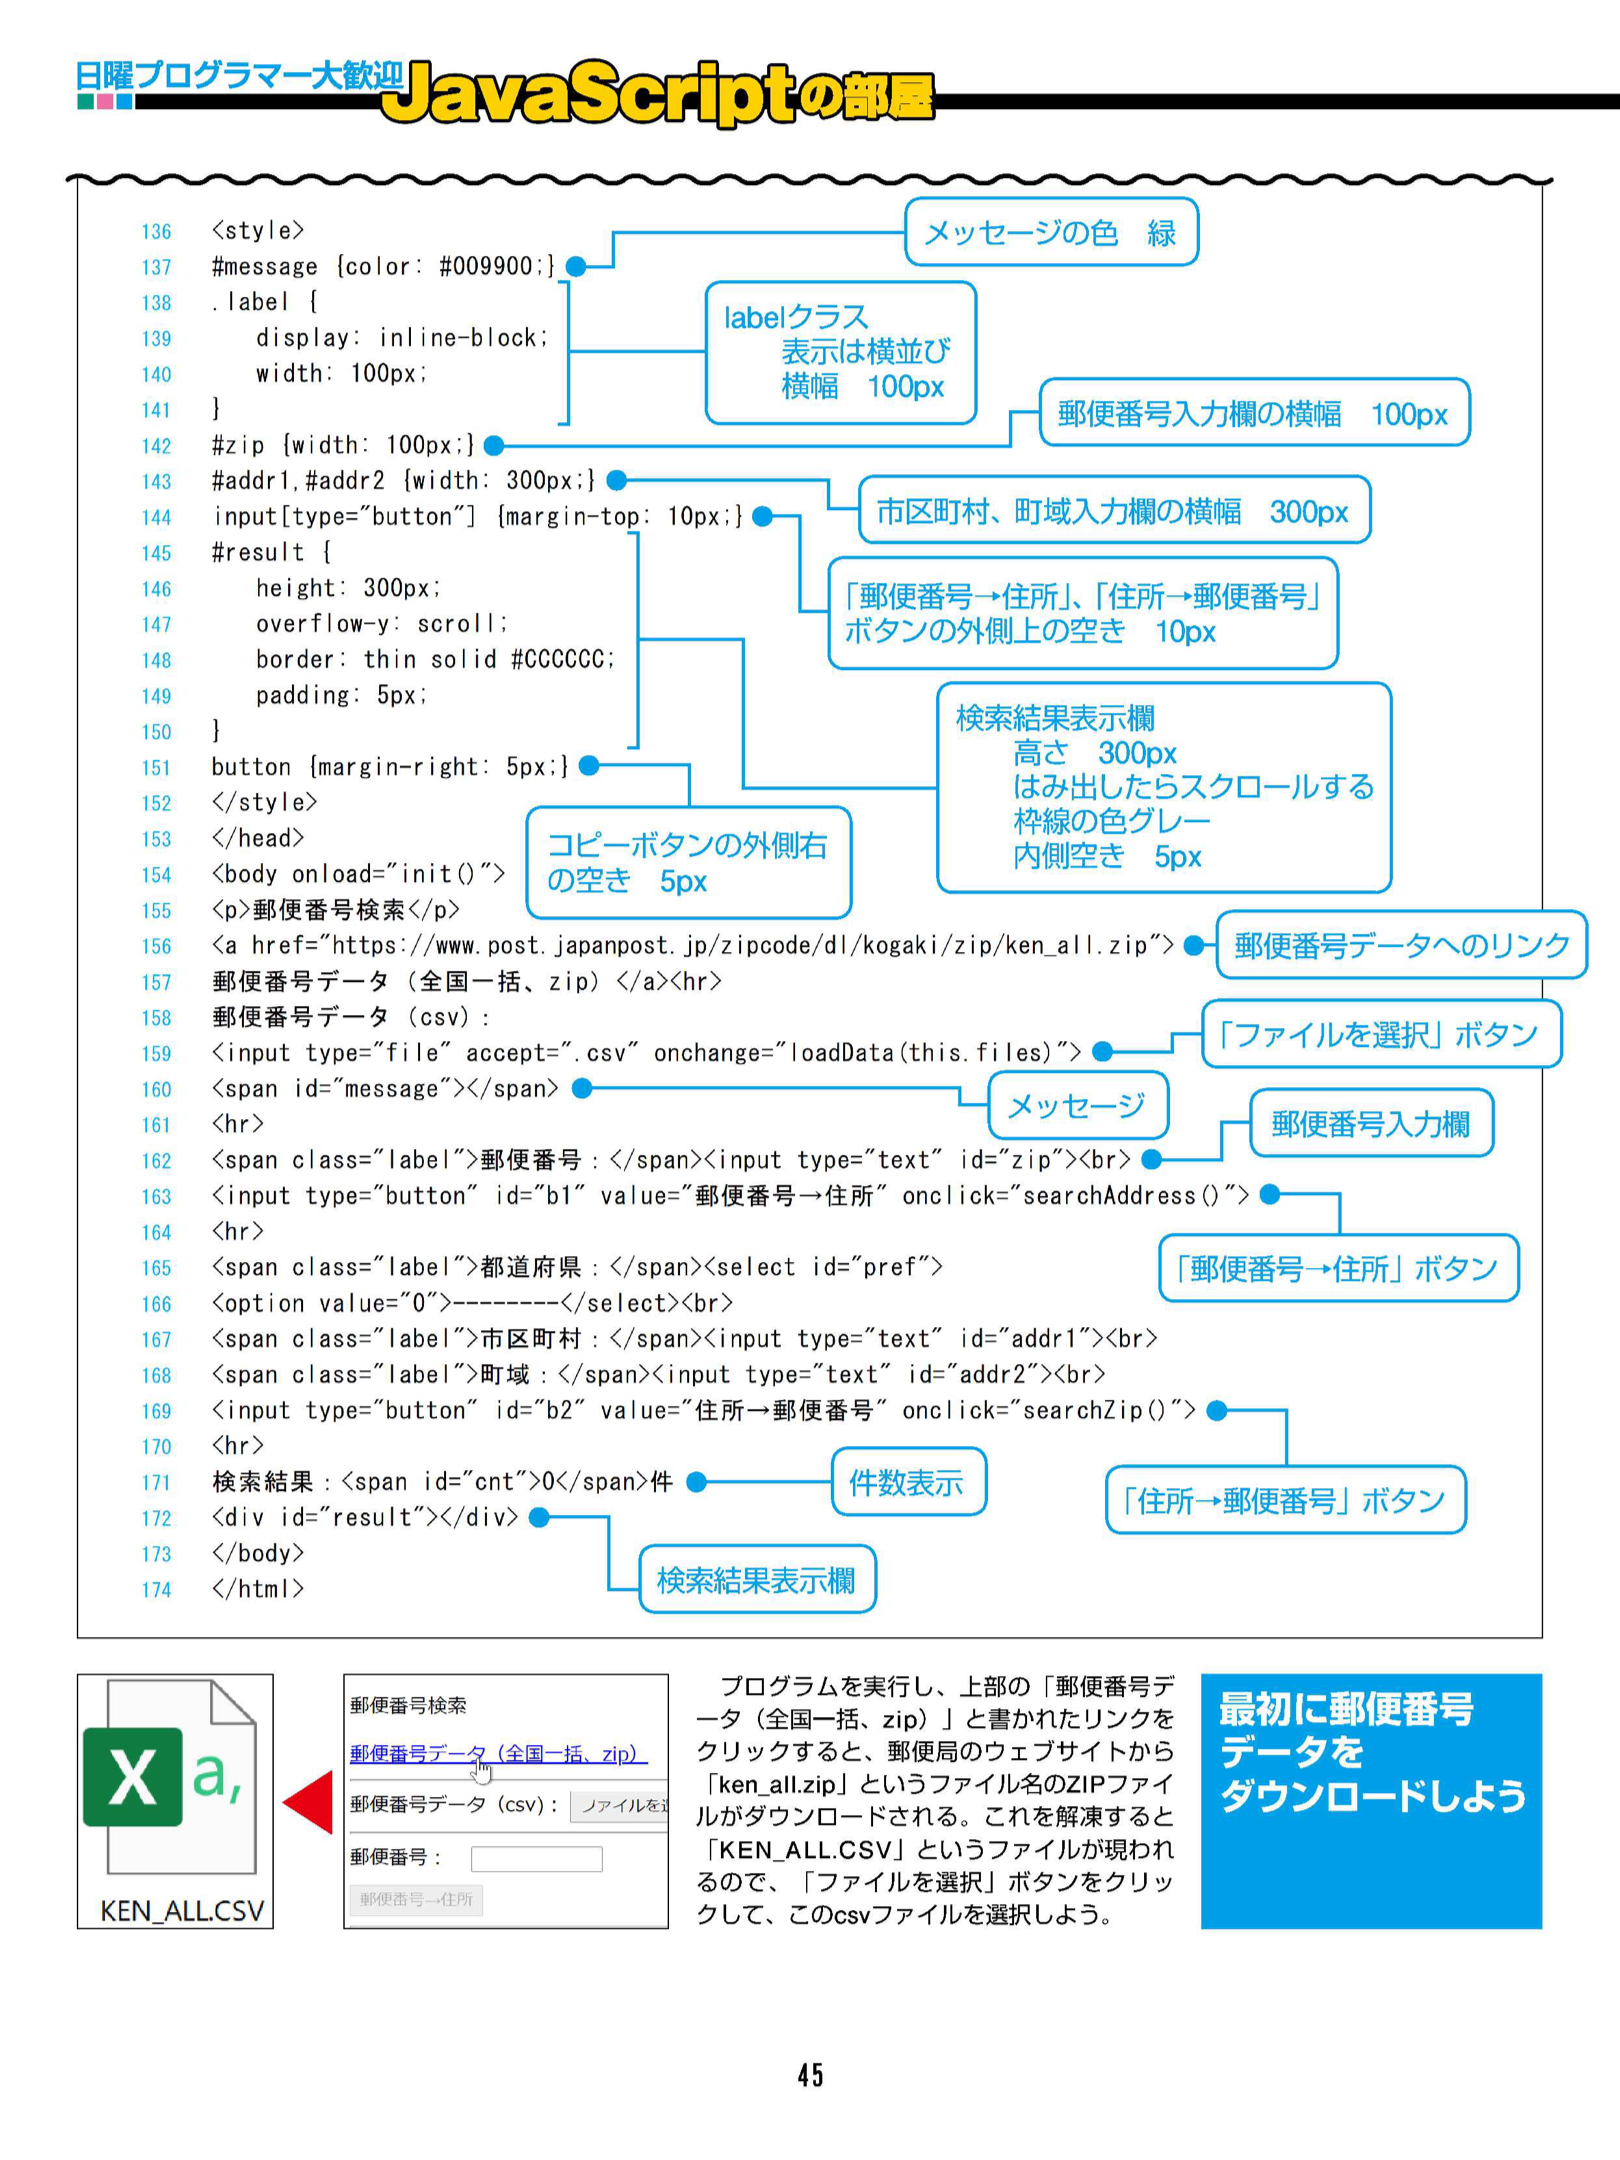 日曜プログラマー大歓迎
JavaScriptの部屋
136 <style>
137 #message {color: #009900;}
メッセージの色　緑
138 .label {
139 display: inline-block;
140 width: 100px;
141 }
labelクラス
表示は横並び
横幅　100px
142 #zip {width: 100px;}
郵便番号入力欄の横幅　100px
143 #addr1,#addr2 {width: 300px;}
市区町村、町域入力欄の横幅　300px
144 input[type="button"] {margin-top: 10px;}
「郵便番号→住所」、「住所→郵便番号」
ボタンの外側上の空き　10px
145 #result {
146 height: 300px;
147 overflow-y: scroll;
148 border: thin solid #CCCCCC;
149 padding: 5px;
150 }
検索結果表示欄
高さ　300px
はみ出したらスクロールする
枠線の色グレー
内側空き　5px
151 button {margin-right: 5px;}
コピーボタンの外側右
の空き　5px
152 </style>
153 </head>
154 <body onload="init()">
155 <p>郵便番号検索</p>
156 <a href="https://www.post.japanpost.jp/zipcode/dl/kogaki/zip/ken_all.zip">
郵便番号データへのリンク
157 郵便番号データ（全国一括、zip）</a><hr>
158 郵便番号データ（csv）：
159 <input type="file" accept=".csv" onchange="loadData(this.files)">
「ファイルを選択」ボタン
160 <span id="message"></span>
メッセージ
161 <hr>
162 <span class="label">郵便番号：</span><input type="text" id="zip"><br>
郵便番号入力欄
163 <input type="button" id="b1" value="郵便番号→住所" onclick="searchAddress()">
「郵便番号→住所」ボタン
164 <hr>
165 <span class="label">都道府県：</span><select id="pref">
166 <option value="0">--------</select><br>
167 <span class="label">市区町村：</span><input type="text" id="addr1"><br>
168 <span class="label">町域：</span><input type="text" id="addr2"><br>
169 <input type="button" id="b2" value="住所→郵便番号" onclick="searchZip()">
「住所→郵便番号」ボタン
170 <hr>
171 検索結果：<span id="cnt">0</span>件
件数表示
172 <div id="result"></div>
検索結果表示欄
173 </body>
174 </html>
最初に郵便番号
データを
ダウンロードしよう
プログラムを実行し、上部の「郵便番号デ
ータ（全国一括、zip）」と書かれたリンクを
クリックすると、郵便局のウェブサイトから
「ken_all.zip」というファイル名のZIPファイ
ルがダウンロードされる。これを解凍すると
「KEN_ALL.CSV」というファイルが現われ
るので、「ファイルを選択」ボタンをクリッ
クして、このcsvファイルを選択しよう。
郵便番号検索
郵便番号データ（全国一括、zip）
郵便番号データ（csv）：
ファイルを
郵便番号：
郵便番号→住所
X a,
KEN_ALL.CSV
45